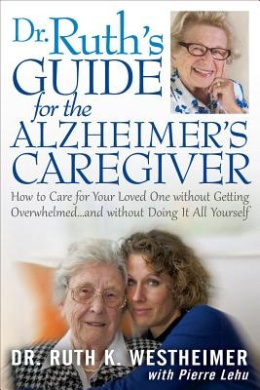 Dr. Ruth's
GUIDE
for the
ALZHEIMER'S
CAREGIVER
How to Care for Your Loved One without Getting
Overwhelmed...and without Doing It All Yourself
DR. RUTH K. WESTHEIMER
with Pierre Lehu